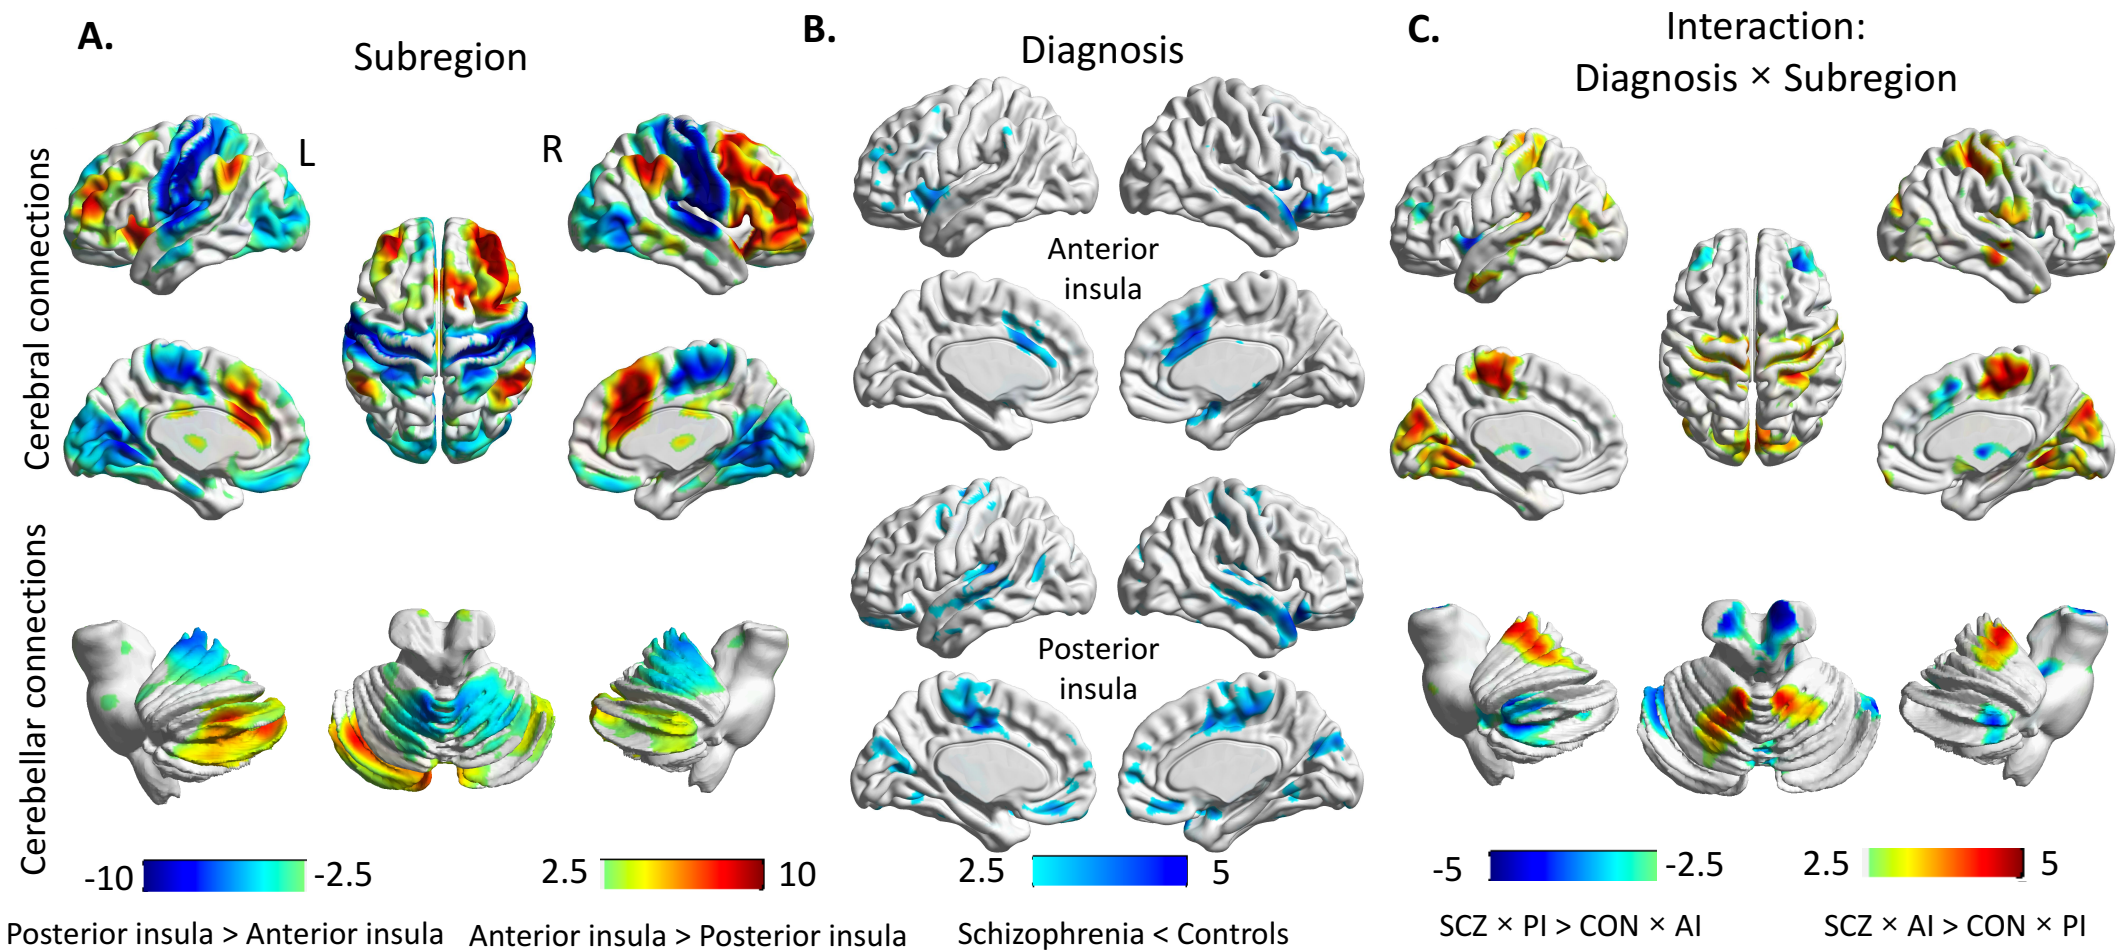 A.
Subregion
L
R
Cerebral connections
Cerebellar connections
-10
-2.5
2.5
10
Posterior insula > Anterior insula
Anterior insula > Posterior insula
B.
Diagnosis
Anterior
insula
Posterior
insula
2.5
5
Schizophrenia < Controls
C.
Interaction:
Diagnosis × Subregion
-5
-2.5
2.5
5
SCZ × PI > CON × AI
SCZ × AI > CON × PI